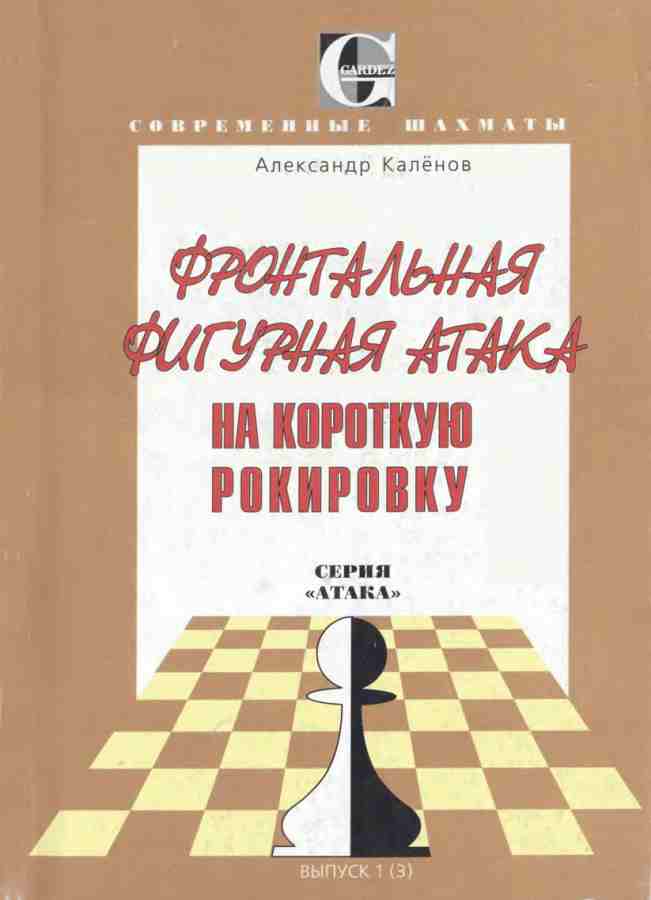 GARDEZ
СОВРЕМЕННЫЕ ШАХМАТЫ
Александр Калёнов
ФРОНТАЛЬНАЯ
ФИГУРНАЯ АТАКА
НА КОРОТКУЮ
РОКИРОВКУ
СЕРИЯ
«АТАКА»
ВЫПУСК 1 (3)